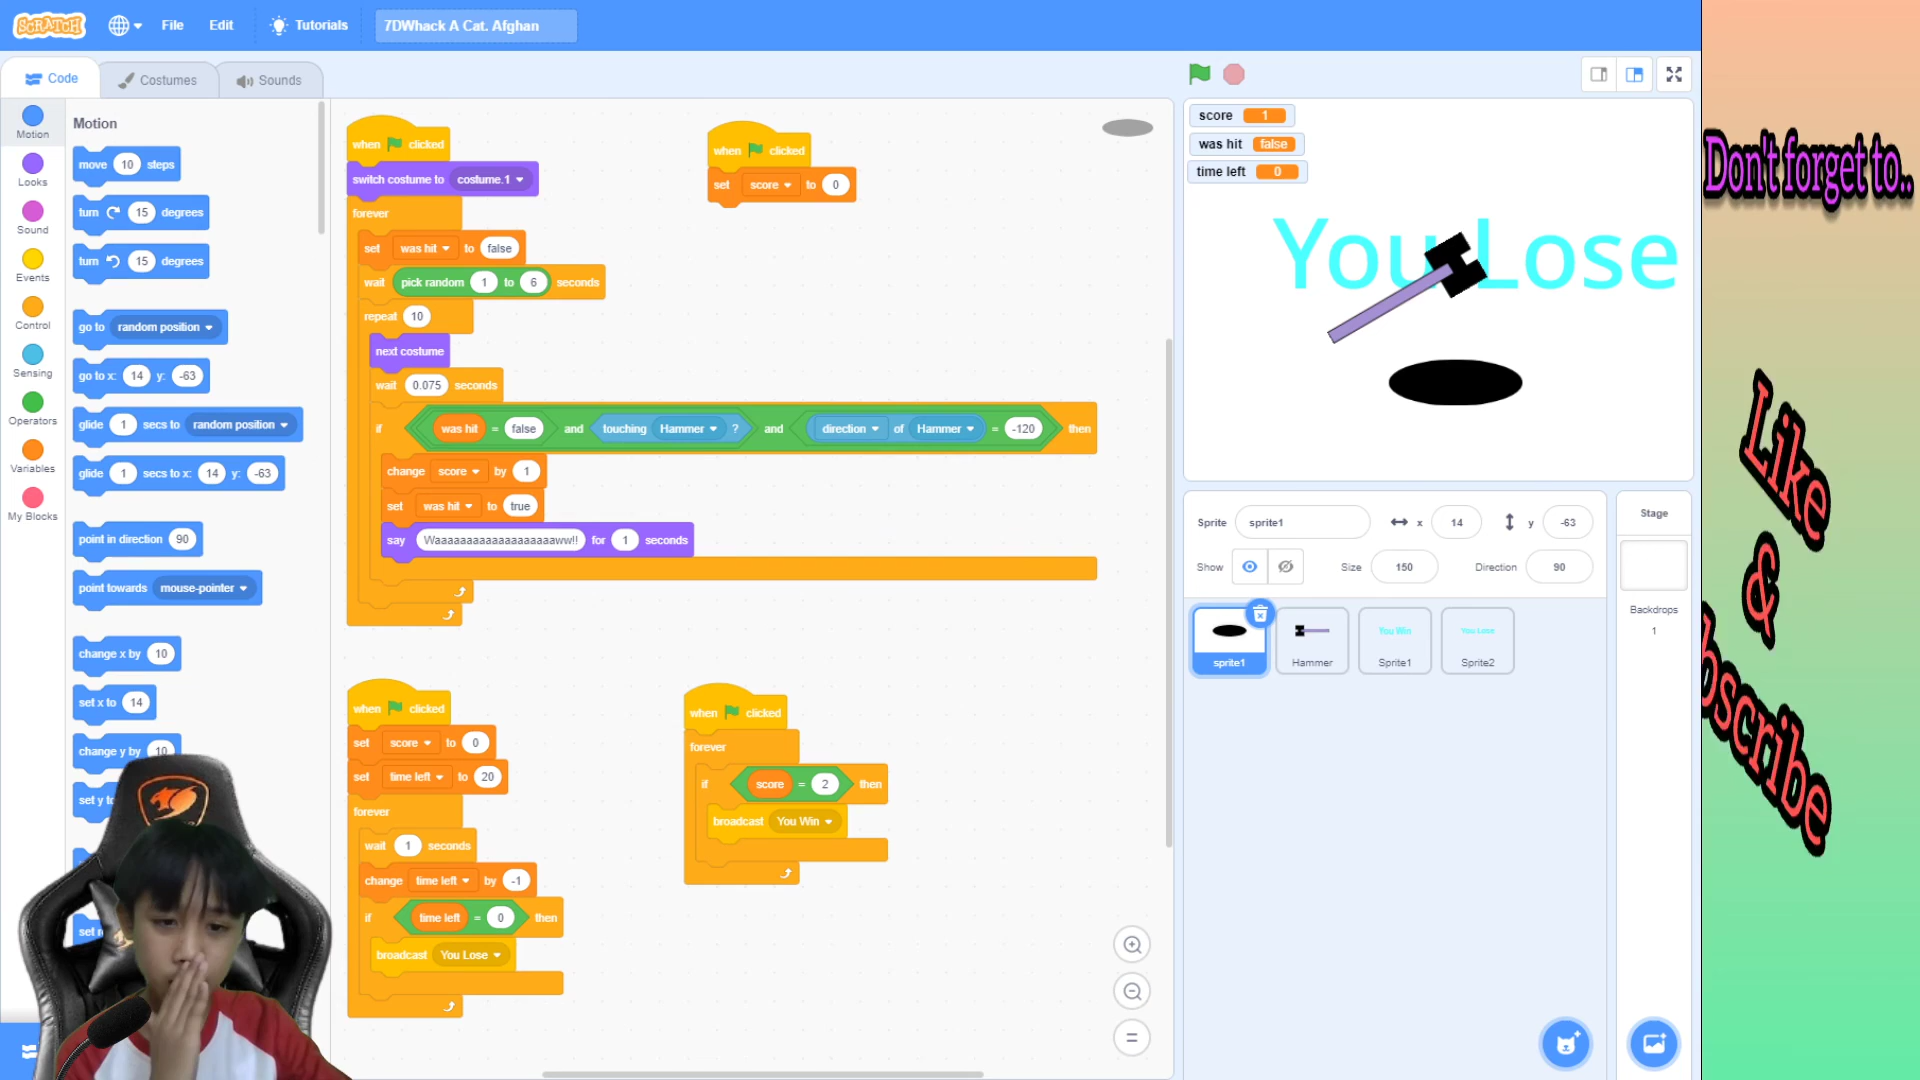 SCRATCH File Edit Tutorials 7DWhack A Cat. Afghan
Code Costumes Sounds
Motion
Looks
Sound
Events
Control
Sensing
Operators
Variables
My Blocks
Motion
move 10 steps
turn 15 degrees
turn 15 degrees
go to random position
go to x: 14 y: -63
glide 1 secs to random position
glide 1 secs to x: 14 y: -63
point in direction 90
point towards mouse-pointer
change x by 10
set x to 14
change y by 10
set y
when clicked
switch costume to costume.1
forever
set was hit to false
wait pick random 1 to 6 seconds
repeat 10
next costume
wait 0.075 seconds
if was hit = false and touching Hammer ? and direction of Hammer = -120 then
change score by 1
set was hit to true
say Waaaaaaaaaaaaaaaaaaaww!! for 1 seconds
when clicked
set score to 0
when clicked
set score to 0
set time left to 20
forever
wait 1 seconds
change time left by -1
if time left = 0 then
broadcast You Lose
when clicked
forever
if score = 2 then
broadcast You Win
score 1
was hit false
time left 0
You Lose
Sprite sprite1 x 14 y -63
Show Size 150 Direction 90
sprite1
Hammer
You Win
Sprite1
You Lose
Sprite2
Stage
Backdrops
1
Don't forget to..
Like
&